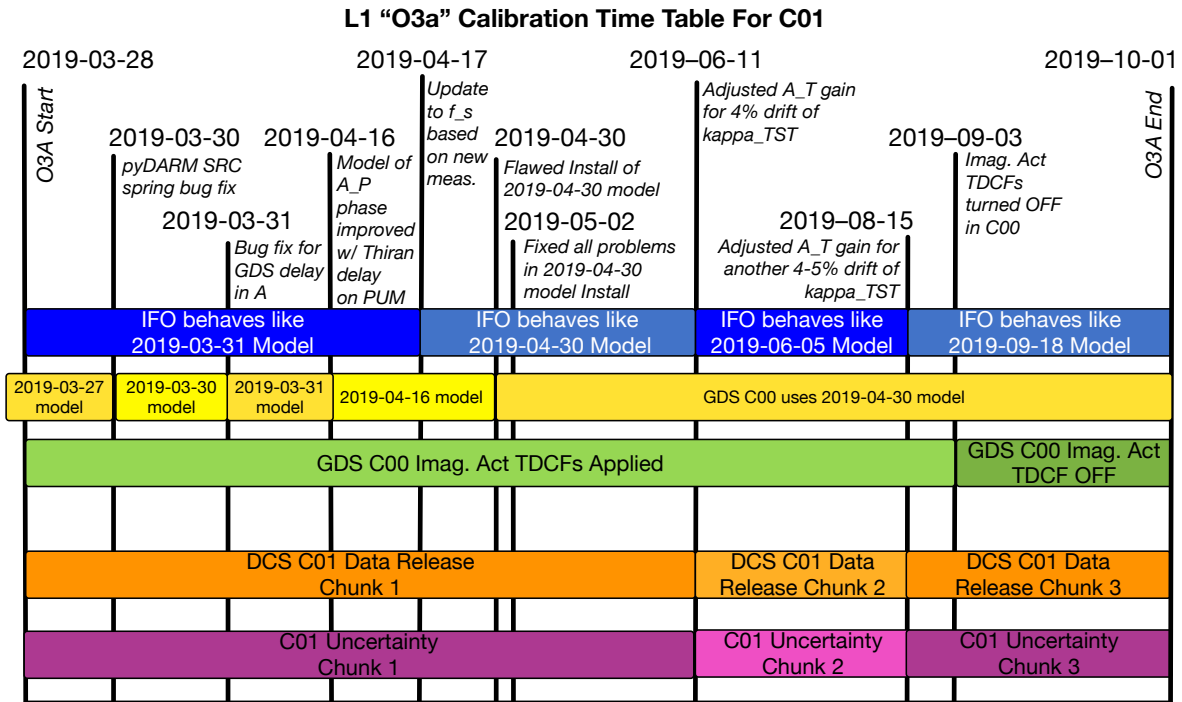 L1 “O3a” Calibration Time Table For C01
2019-03-28
2019-04-17
2019–06-11
2019–10-01
O3A Start
Update
to f_s
based
on new
meas.
Adjusted A_T gain
for 4% drift of
kappa_TST
O3A End
2019-03-30
pyDARM SRC
spring bug fix
2019-04-16
Model of
A_P
phase
improved
w/ Thiran
delay
on PUM
2019-04-30
Flawed Install of
2019-04-30 model
2019–09-03
Imag. Act
TDCFs
turned OFF
in C00
2019-03-31
Bug fix for
GDS delay
in A
2019-05-02
Fixed all problems
in 2019-04-30
model Install
2019–08-15
Adjusted A_T gain for
another 4-5% drift of
kappa_TST
IFO behaves like
2019-03-31 Model
IFO behaves like
2019-04-30 Model
IFO behaves like
2019-06-05 Model
IFO behaves like
2019-09-18 Model
2019-03-27
model
2019-03-30
model
2019-03-31
model
2019-04-16 model
GDS C00 uses 2019-04-30 model
GDS C00 Imag. Act TDCFs Applied
GDS C00 Imag. Act
TDCF OFF
DCS C01 Data Release
Chunk 1
DCS C01 Data
Release Chunk 2
DCS C01 Data
Release Chunk 3
C01 Uncertainty
Chunk 1
C01 Uncertainty
Chunk 2
C01 Uncertainty
Chunk 3